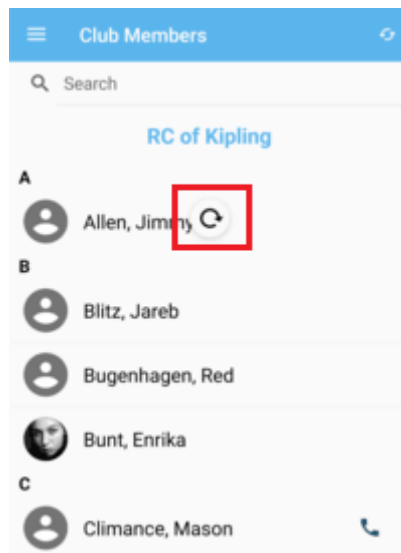 Club Members
Search
RC of Kipling
A
Allen, Jimmy
B
Blitz, Jareb
Bugenhagen, Red
Bunt, Enrika
C
Climance, Mason